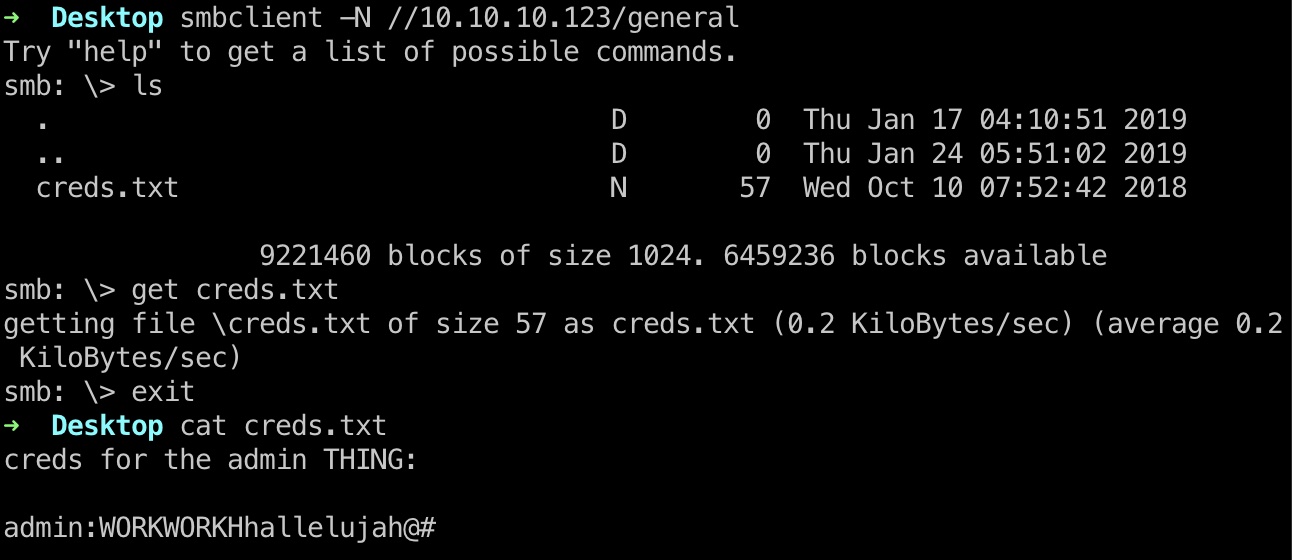 → Desktop smbclient -N //10.10.10.123/general
Try "help" to get a list of possible commands.
smb: \> ls
  .                                   D        0  Thu Jan 17 04:10:51 2019
  ..                                  D        0  Thu Jan 24 05:51:02 2019
  creds.txt                           N       57  Wed Oct 10 07:52:42 2018
                9221460 blocks of size 1024. 6459236 blocks available
smb: \> get creds.txt
getting file \creds.txt of size 57 as creds.txt (0.2 KiloBytes/sec) (average 0.2
 KiloBytes/sec)
smb: \> exit
→ Desktop cat creds.txt
creds for the admin THING:
admin:WORKWORKHhallelujah@#